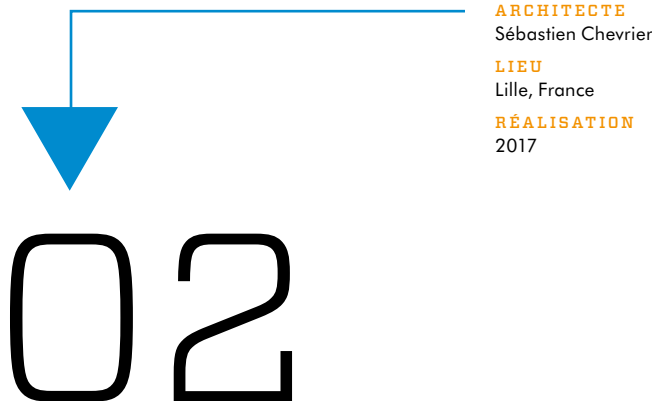 ARCHITECTE
Sébastien Chevrier
LIEU
Lille, France
RÉALISATION
2017
02